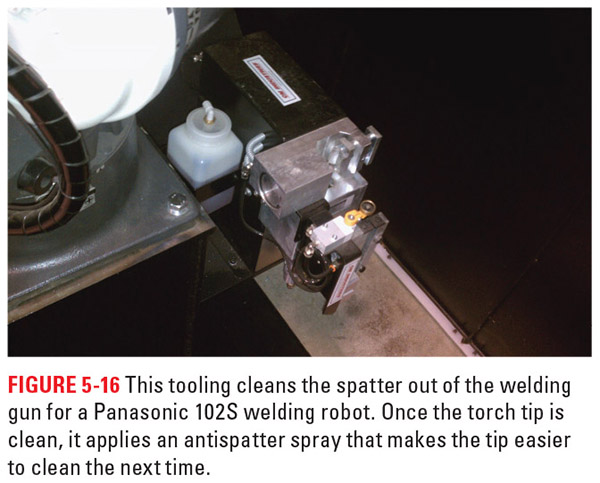 FIGURE 5-16 This tooling cleans the spatter out of the welding
gun for a Panasonic 102S welding robot. Once the torch tip is
clean, it applies an antispatter spray that makes the tip easier
to clean the next time.